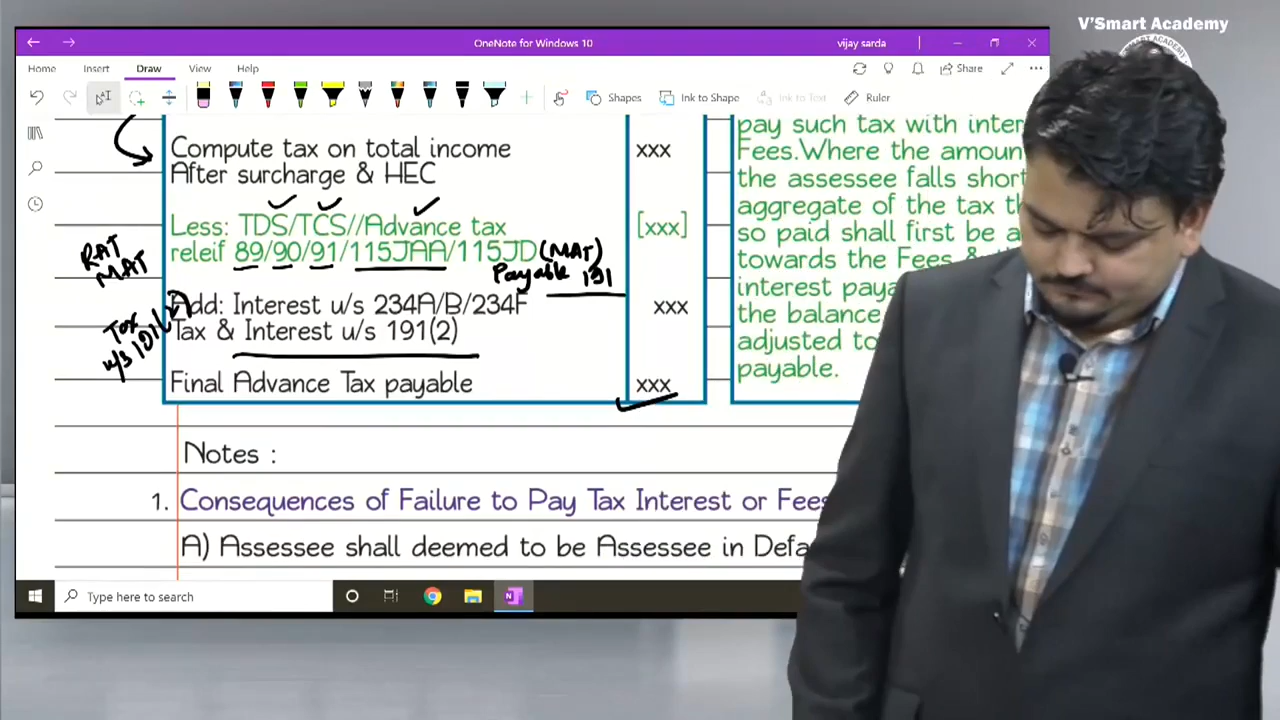 V'Smart Academy
OneNote for Windows 10
vijay sarda
Home Insert Draw View Help
Share
Shapes Ink to Shape Ink to Text Ruler
Compute tax on total income xxx
After surcharge & HEC
Less: TDS/TCS//Advance tax [xxx]
releif 89/90/91/115JAA/115JD (MAT)
Payable 191
RAT
MAT
Add: Interest u/s 234A/B/234F xxx
Tax & Interest u/s 191(2)
Tax
Final Advance Tax payable xxx
pay such tax with inter
Fees.Where the amoun
the assessee falls short
aggregate of the tax th
so paid shall first be a
towards the Fees &
interest paya
the balance
adjusted to
payable.
Notes :
1. Consequences of Failure to Pay Tax Interest or Fees
A) Assessee shall deemed to be Assessee in Defa
Type here to search